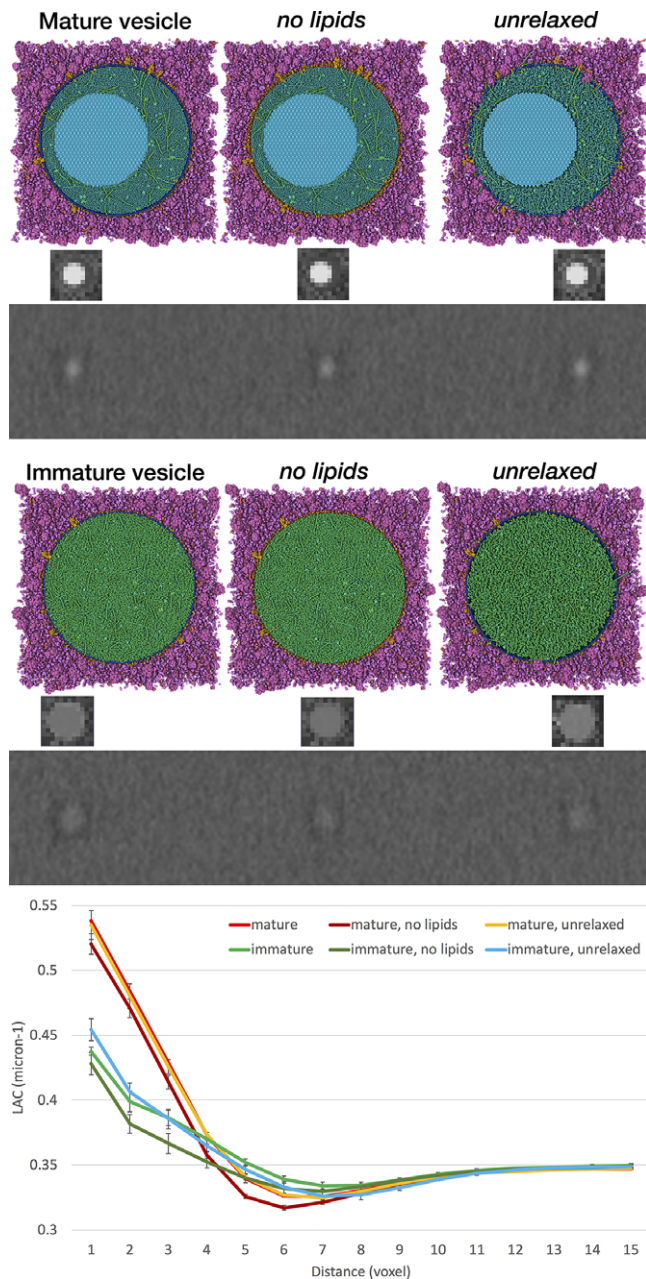 Mature vesicle no lipids unrelaxed
Immature vesicle no lipids unrelaxed
0.55
mature mature, no lipids mature, unrelaxed
immature immature, no lipids immature, unrelaxed
0.5
0.45
LAC (micron-1)
0.4
0.35
0.3
1 2 3 4 5 6 7 8 9 10 11 12 13 14 15
Distance (voxel)